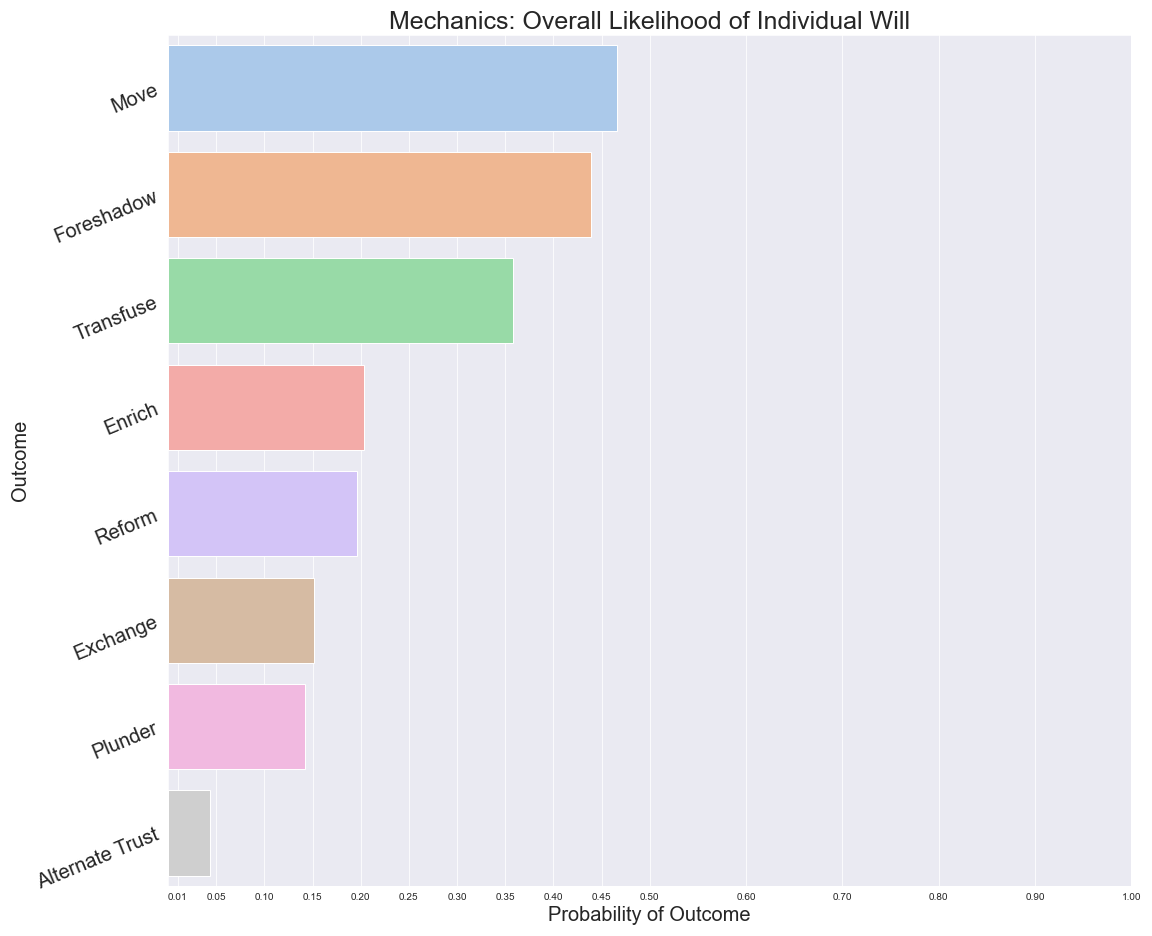 Mechanics: Overall Likelihood of Individual Will
Move
Foreshadow
Transfuse
Enrich
Reform
Exchange
Plunder
Alternate Trust
Outcome
0.01 0.05 0.10 0.15 0.20 0.25 0.30 0.35 0.40 0.45 0.50 0.60 0.70 0.80 0.90 1.00
Probability of Outcome